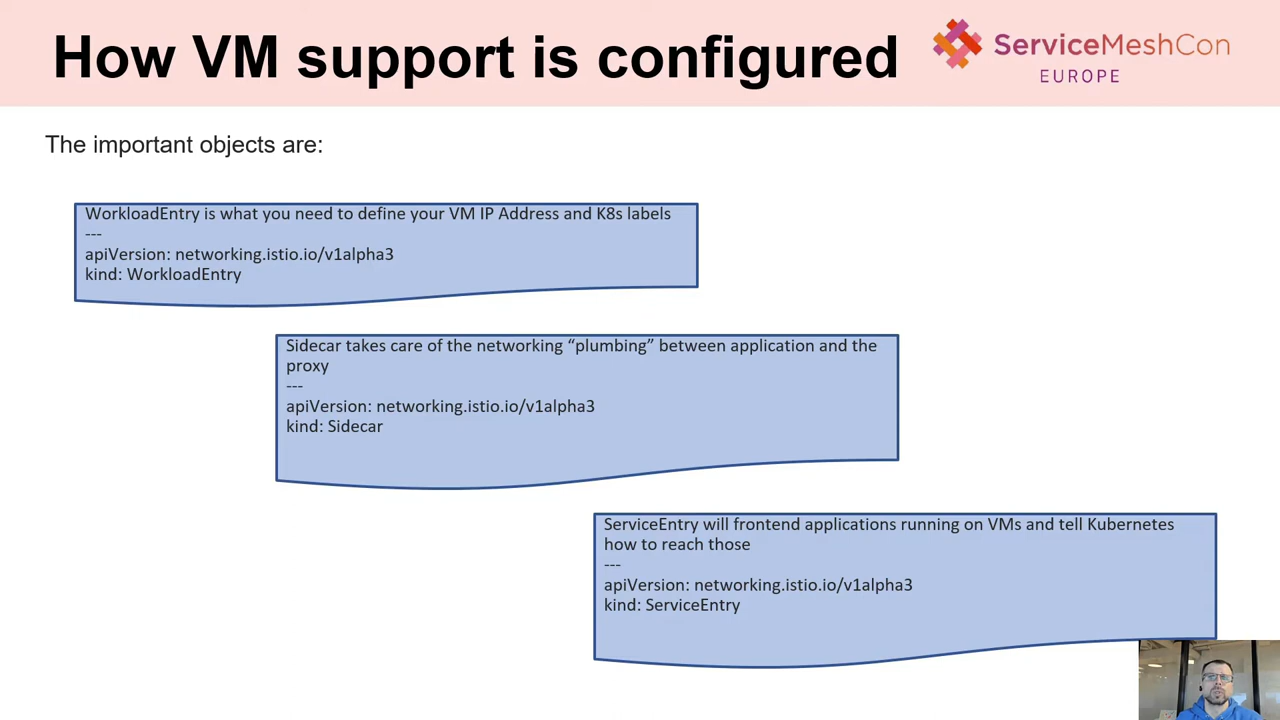 How VM support is configured
ServiceMeshCon
EUROPE
The important objects are:
WorkloadEntry is what you need to define your VM IP Address and K8s labels
---
apiVersion: networking.istio.io/v1alpha3
kind: WorkloadEntry
Sidecar takes care of the networking “plumbing” between application and the
proxy
---
apiVersion: networking.istio.io/v1alpha3
kind: Sidecar
ServiceEntry will frontend applications running on VMs and tell Kubernetes
how to reach those
---
apiVersion: networking.istio.io/v1alpha3
kind: ServiceEntry